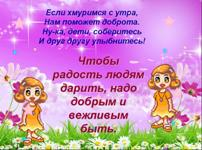 Если хмуримся с утра,
Нам поможет доброта.
Ну-ка, дети, соберитесь
И друг другу улыбнитесь!
Чтобы
радость людям
дарить, надо
добрым и
вежливым
быть.